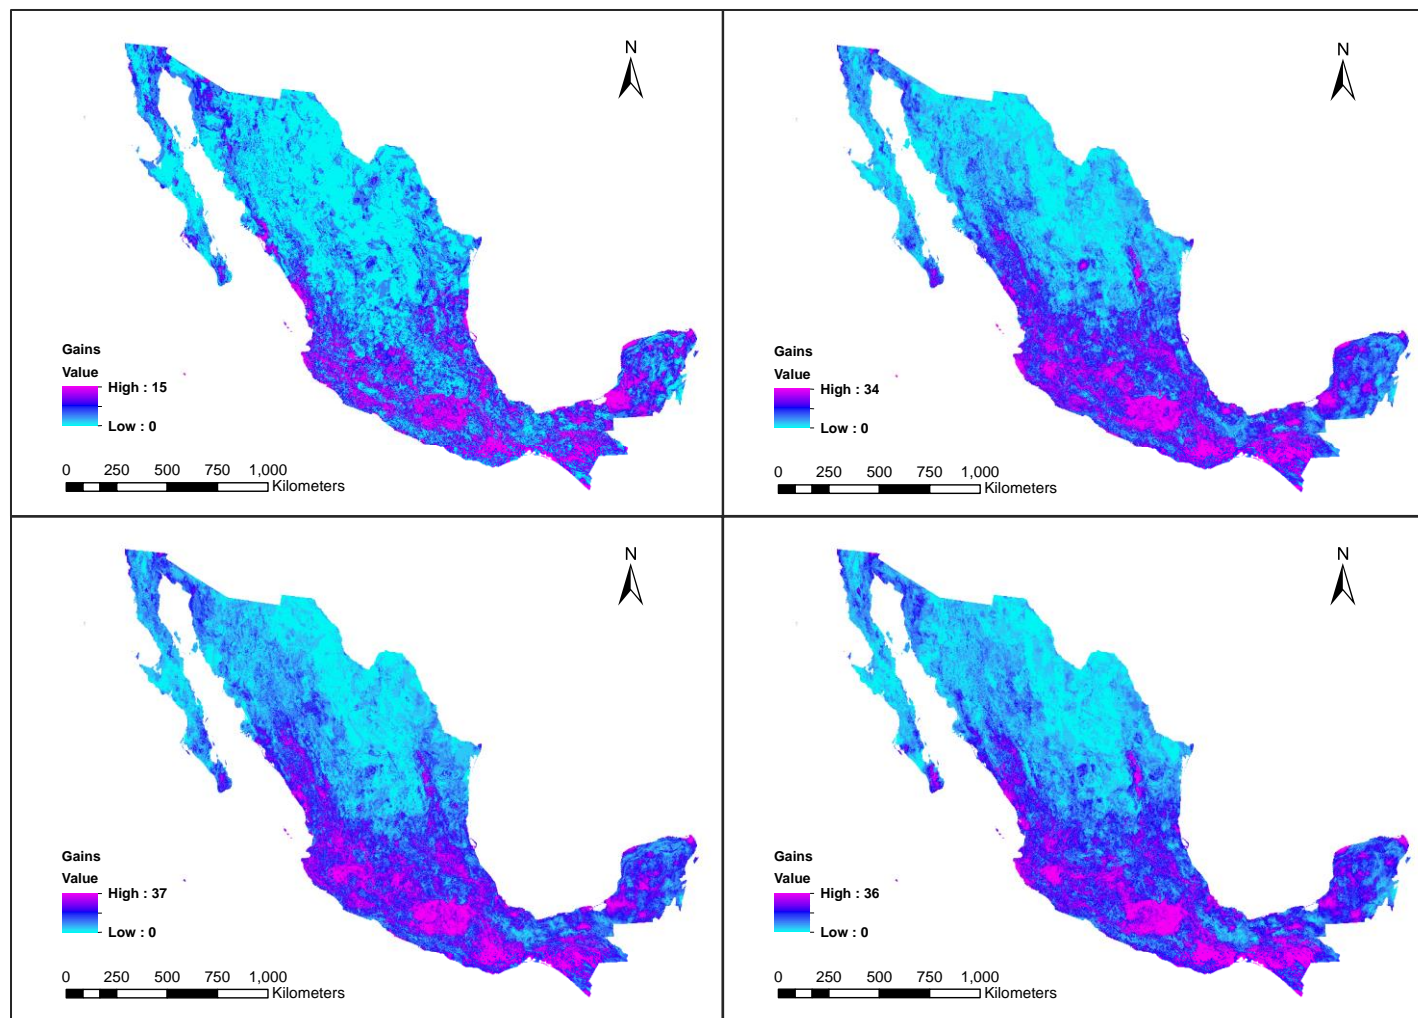 N
Gains
Value
High : 15
Low : 0
0 250 500 750 1,000
Kilometers
N
Gains
Value
High : 34
Low : 0
0 250 500 750 1,000
Kilometers
N
Gains
Value
High : 37
Low : 0
0 250 500 750 1,000
Kilometers
N
Gains
Value
High : 36
Low : 0
0 250 500 750 1,000
Kilometers